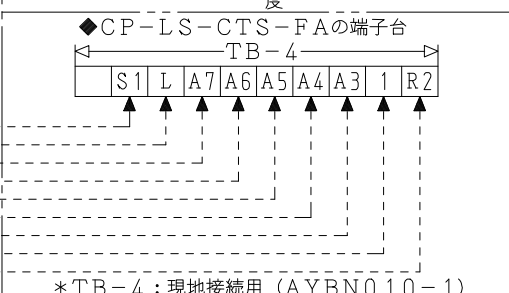 度
◆CP-LS-CTS-FAの端子台
TB-4
S1 L A7 A6 A5 A4 A3 1 R2
*TB-4:現地接続用(AYBN010-1)